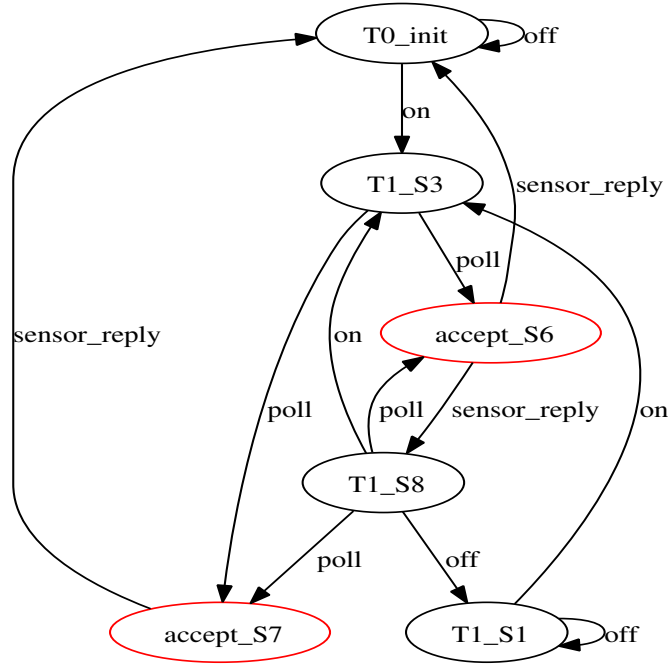 T0_init
off
on
T1_S3
sensor_reply
poll
sensor_reply
on
accept_S6
poll
poll
sensor_reply
on
T1_S8
poll
off
accept_S7
T1_S1
off